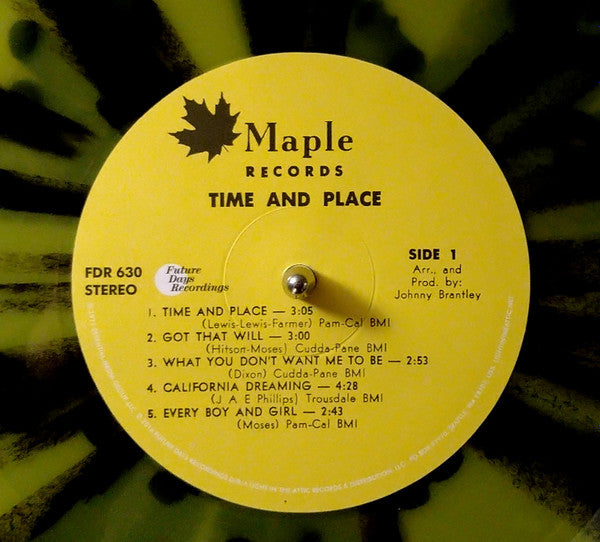 Maple
RECORDS
TIME AND PLACE
FDR 630
STEREO
Future
Days
Recordings
SIDE 1
Arr., and
Prod. by:
Johnny Brantley
1. TIME AND PLACE — 3:05
(Lewis-Lewis-Farmer) Pam-Cal BMI
2. GOT THAT WILL — 3:00
(Hitson-Moses) Cudda-Pane BMI
3. WHAT YOU DON'T WANT ME TO BE — 2:53
(Dixon) Cudda-Pane BMI
4. CALIFORNIA DREAMING — 4:28
(J A E Phillips) Trousdale BMI
5. EVERY BOY AND GIRL — 2:43
(Moses) Pam-Cal BMI